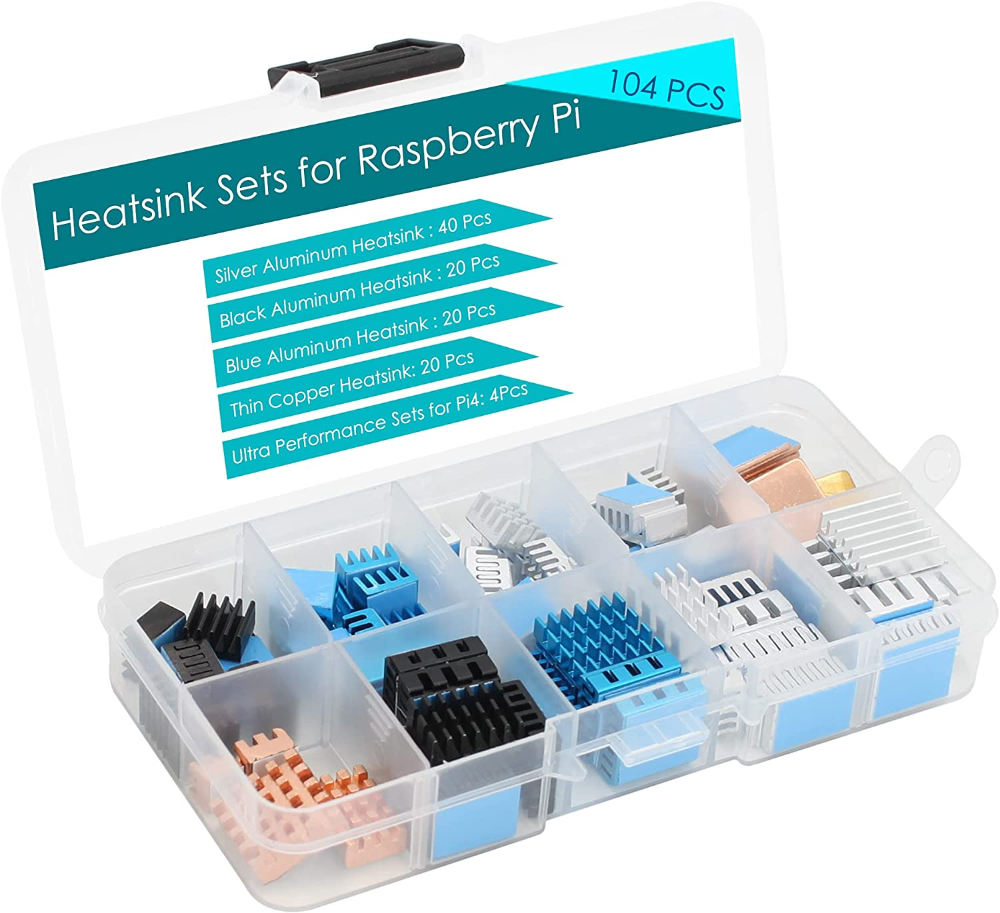 104 PCS
Heatsink Sets for Raspberry Pi
Silver Aluminum Heatsink : 40 Pcs
Black Aluminum Heatsink : 20 Pcs
Blue Aluminum Heatsink : 20 Pcs
Thin Copper Heatsink: 20 Pcs
Ultra Performance Sets for Pi4: 4Pcs